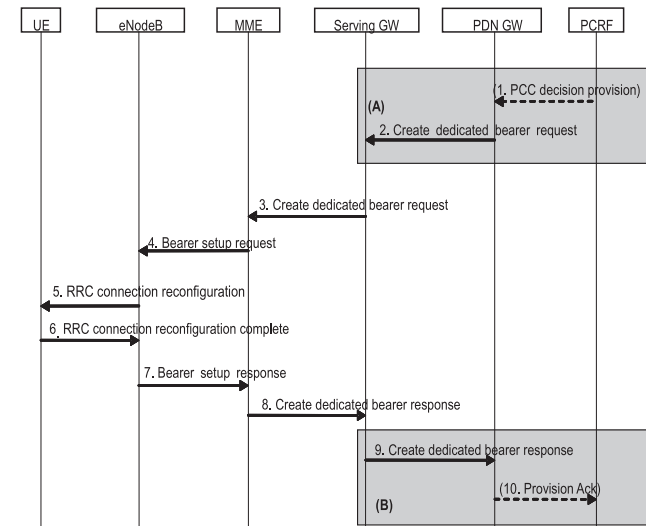 UE eNodeB MME Serving GW PDN GW PCRF
(1. PCC decision provision)
(A)
2. Create dedicated bearer request
3. Create dedicated bearer request
4. Bearer setup request
5. RRC connection reconfiguration
6. RRC connection reconfiguration complete
7. Bearer setup response
8. Create dedicated bearer response
9. Create dedicated bearer response
(10. Provision Ack)
(B)